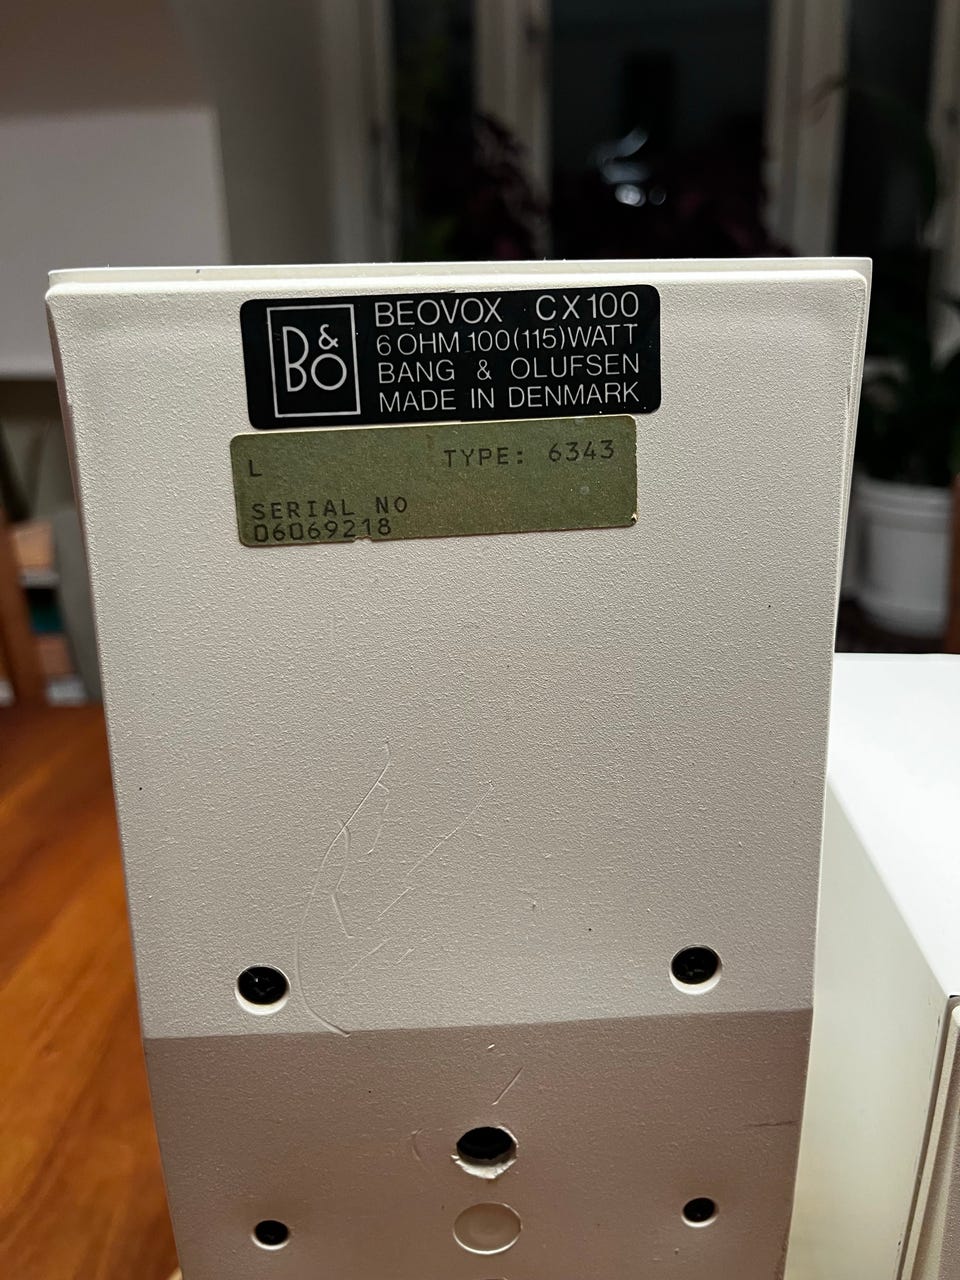 B&O
BEOVOX CX100
6 OHM 100(115)WATT
BANG & OLUFSEN
MADE IN DENMARK
L TYPE: 6343
SERIAL NO
06069218